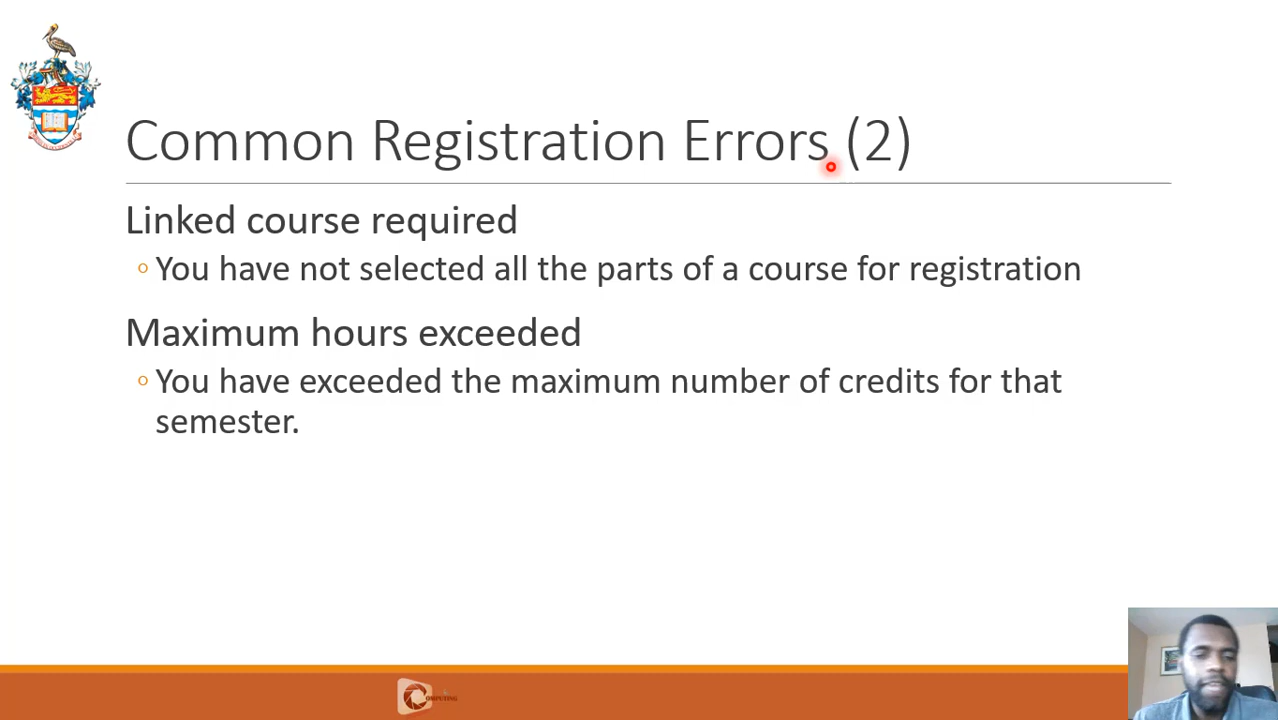 Common Registration Errors (2)
Linked course required
You have not selected all the parts of a course for registration
Maximum hours exceeded
You have exceeded the maximum number of credits for that
semester.
COMPUTING